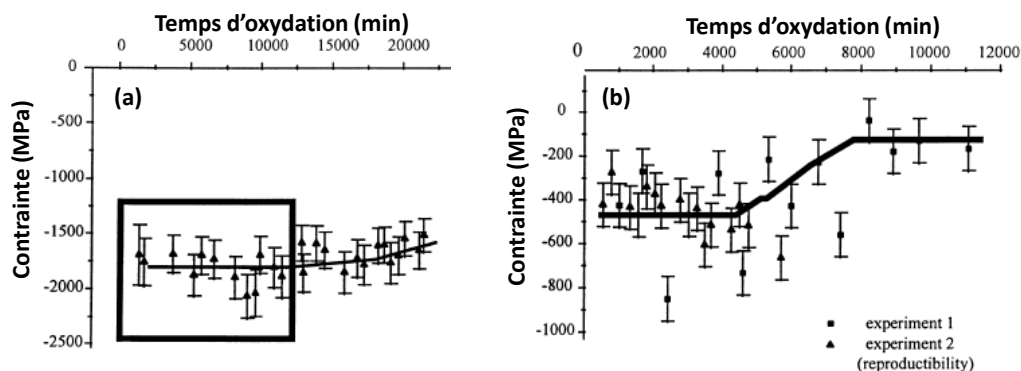 Temps d'oxydation (min)
0 5000 10000 15000 20000
(a)
Contrainte (MPa)
0
-500
-1000
-1500
-2000
-2500
Temps d'oxydation (min)
0 2000 4000 6000 8000 10000 12000
(b)
Contrainte (MPa)
0
-200
-400
-600
-800
-1000
experiment 1
experiment 2
(reproductibility)